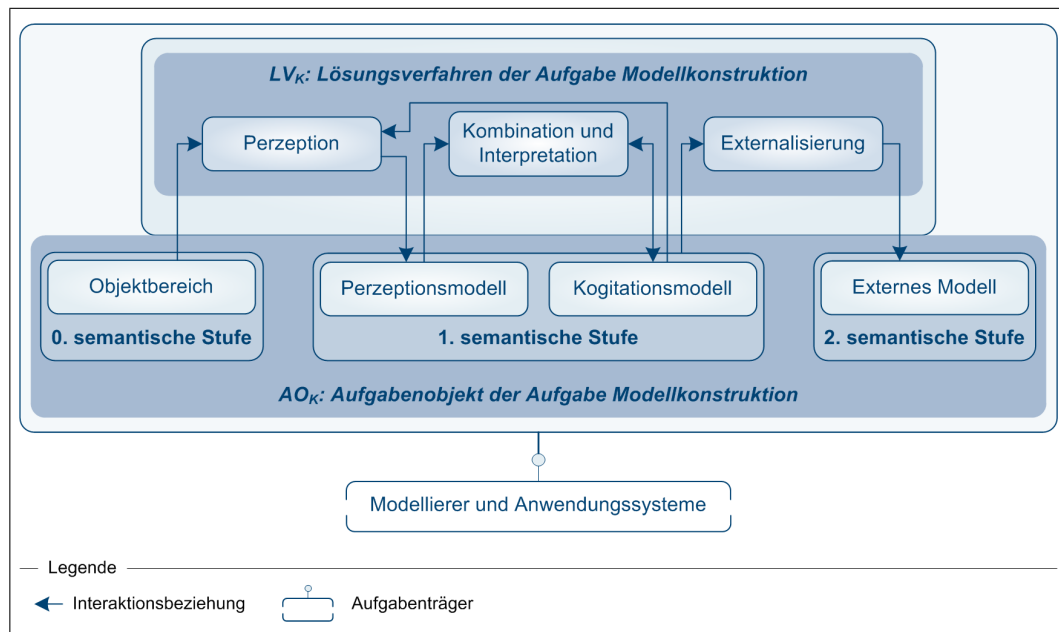 LVK: Lösungsverfahren der Aufgabe Modellkonstruktion
Perzeption
Kombination und
Interpretation
Externalisierung
Objektbereich
Perzeptionsmodell
Kogitationsmodell
Externes Modell
0. semantische Stufe
1. semantische Stufe
2. semantische Stufe
AOK: Aufgabenobjekt der Aufgabe Modellkonstruktion
Modellierer und Anwendungssysteme
Legende
Interaktionsbeziehung
Aufgabenträger